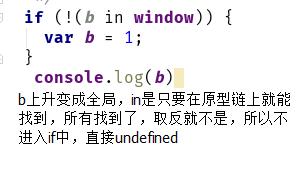 if (!(b in window)) {
var b = 1;
}
console.log(b)
b上升变成全局，in是只要在原型链上就能
找到，所有找到了，取反就不是，所以不
进入if中，直接undefined